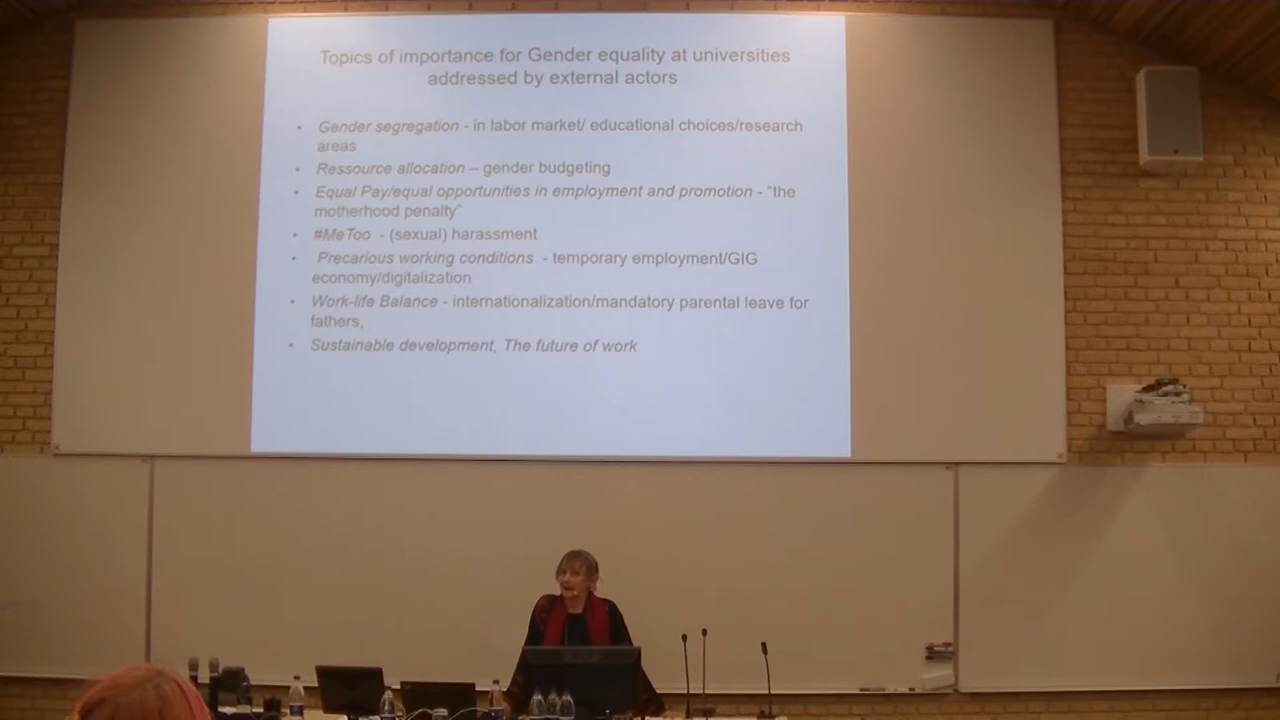 Topics of importance for Gender equality at universities
addressed by external actors
• Gender segregation - in labor market/ educational choices/research
areas
• Ressource allocation – gender budgeting
• Equal Pay/equal opportunities in employment and promotion - "the
motherhood penalty"
• #MeToo - (sexual) harassment
• Precarious working conditions - temporary employment/GIG
economy/digitalization
• Work-life Balance - internationalization/mandatory parental leave for
fathers,
• Sustainable development, The future of work